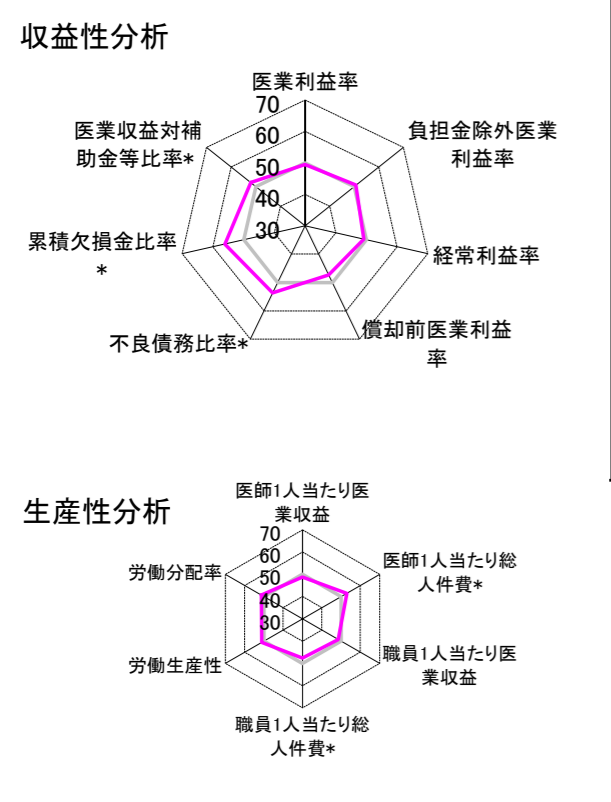 収益性分析
医業利益率
70
60
50
40
30
負担金除外医業
利益率
経常利益率
償却前医業利益
率
不良債務比率*
累積欠損金比率
*
医業収益対補
助金等比率*
生産性分析
医師1人当たり医
業収益
70
60
50
40
30
医師1人当たり総
人件費*
職員1人当たり医
業収益
職員1人当たり総
人件費*
労働生産性
労働分配率